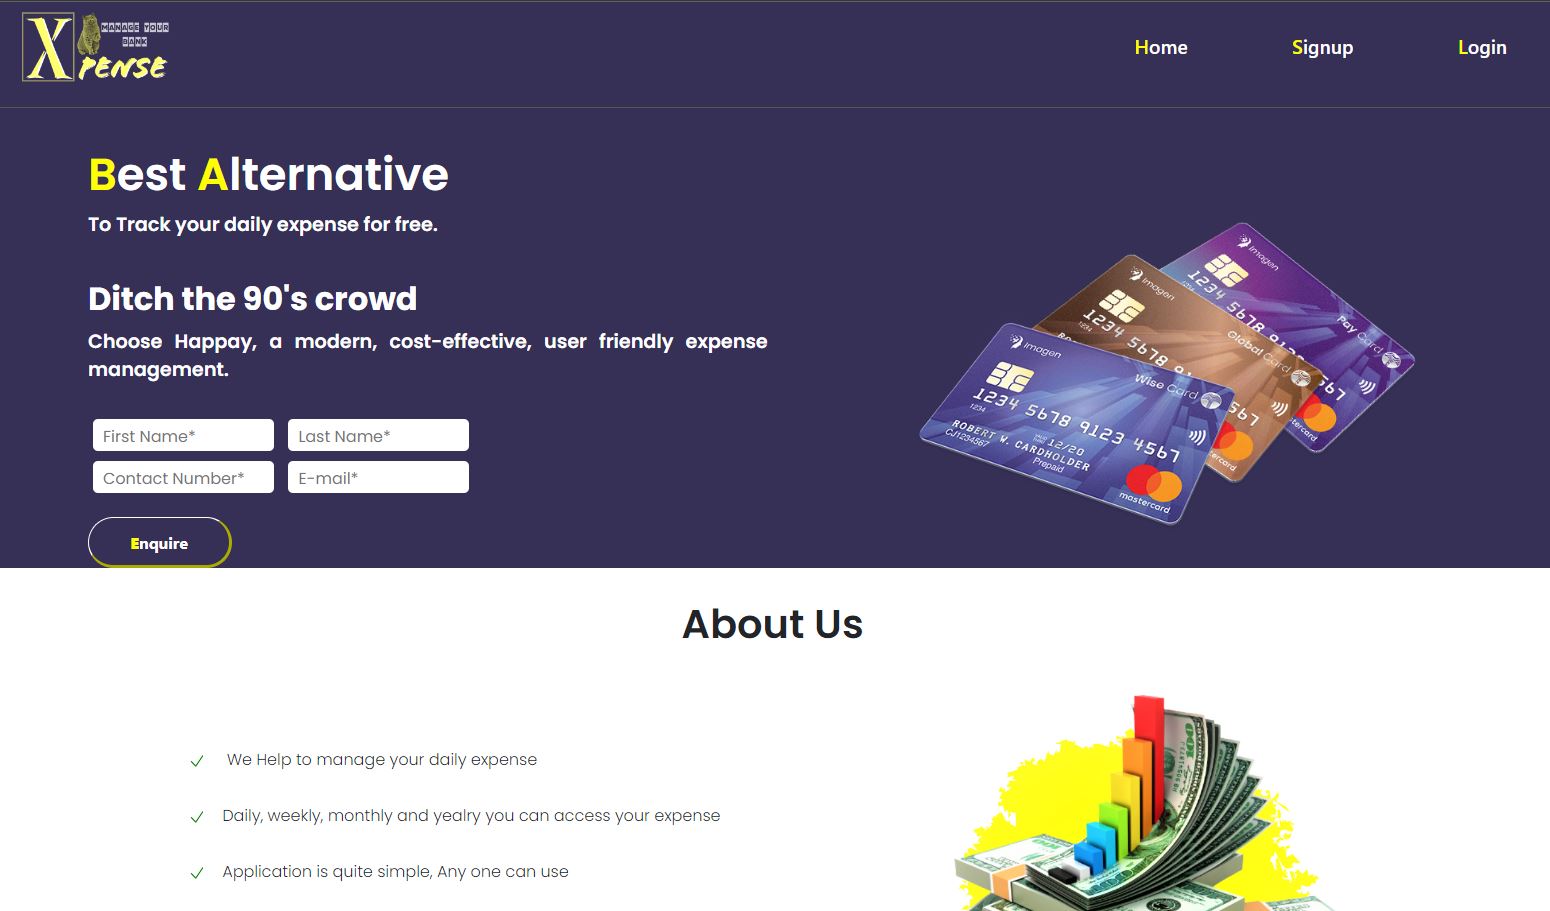 X
MANAGE YOUR
BANK
PENSE
Home
Signup
Login
Best Alternative
To Track your daily expense for free.
Ditch the 90's crowd
Choose Happay, a modern, cost-effective, user friendly expense
management.
First Name*
Last Name*
Contact Number*
E-mail*
Enquire
Imagen
1234 5678
Pay Card
Imagen
1234 5678
Global Card
Imagen
Wise Card
1234 5678 9123 4567
1234
12/20
ROBERT W. CARDHOLDER
CJ1234567
Prepaid
mastercard
About Us
We Help to manage your daily expense
Daily, weekly, monthly and yealry you can access your expense
Application is quite simple, Any one can use
100